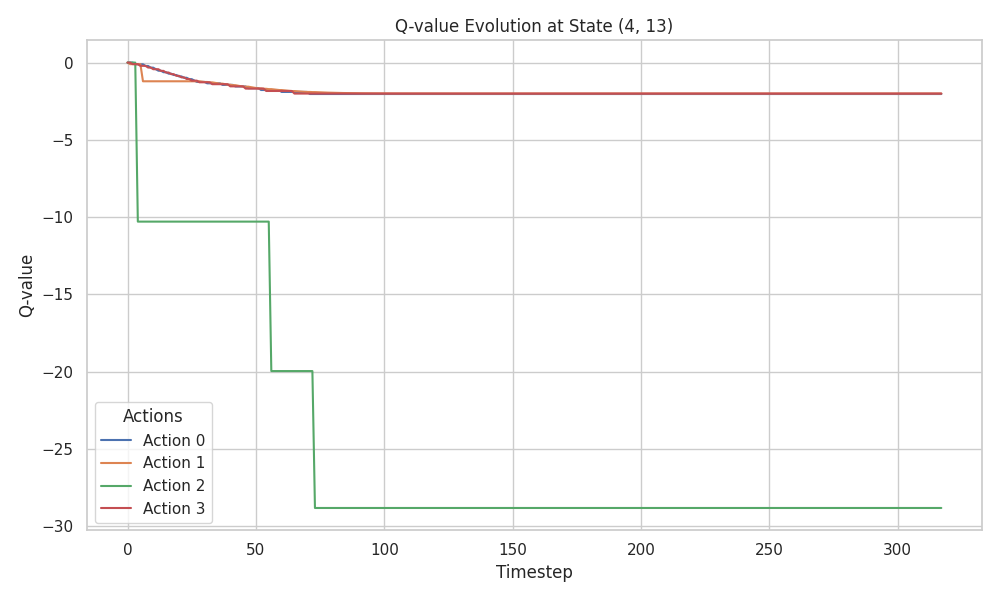 Q-value Evolution at State (4, 13)
0
−5
−10
−15
−20
−25
−30
Q-value
Actions
Action 0
Action 1
Action 2
Action 3
0 50 100 150 200 250 300
Timestep